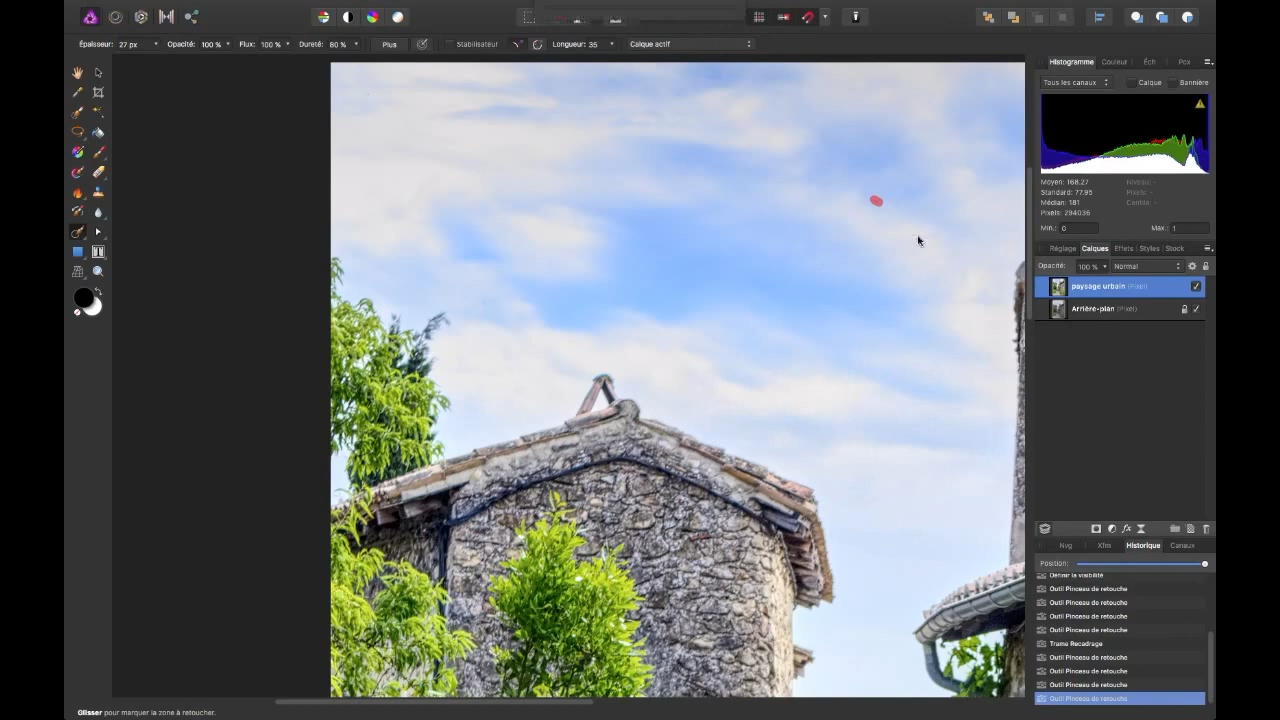 Épaisseur: 27 px Opacité: 100 % Flux: 100 % Dureté: 80 % Plus Stabilisateur Longueur: 35 Calque actif
Histogramme Couleur Éch Pcx
Tous les canaux Calque Bannière
Moyen: 168.27 Niveau: -
Standard: 77.95 Pixels: -
Médian: 181 Centile: -
Pixels: 294036
Min.: 0 Max.: 1
Réglage Calques Effets Styles Stock
Opacité: 100 % Normal
paysage urbain (Pixel)
Arrière-plan (Pixel)
Nvg Xfm Historique Canaux
Position:
Définir la visibilité
Outil Pinceau de retouche
Outil Pinceau de retouche
Outil Pinceau de retouche
Outil Pinceau de retouche
Trame Recadrage
Outil Pinceau de retouche
Outil Pinceau de retouche
Outil Pinceau de retouche
Outil Pinceau de retouche
Glisser pour marquer la zone à retoucher.